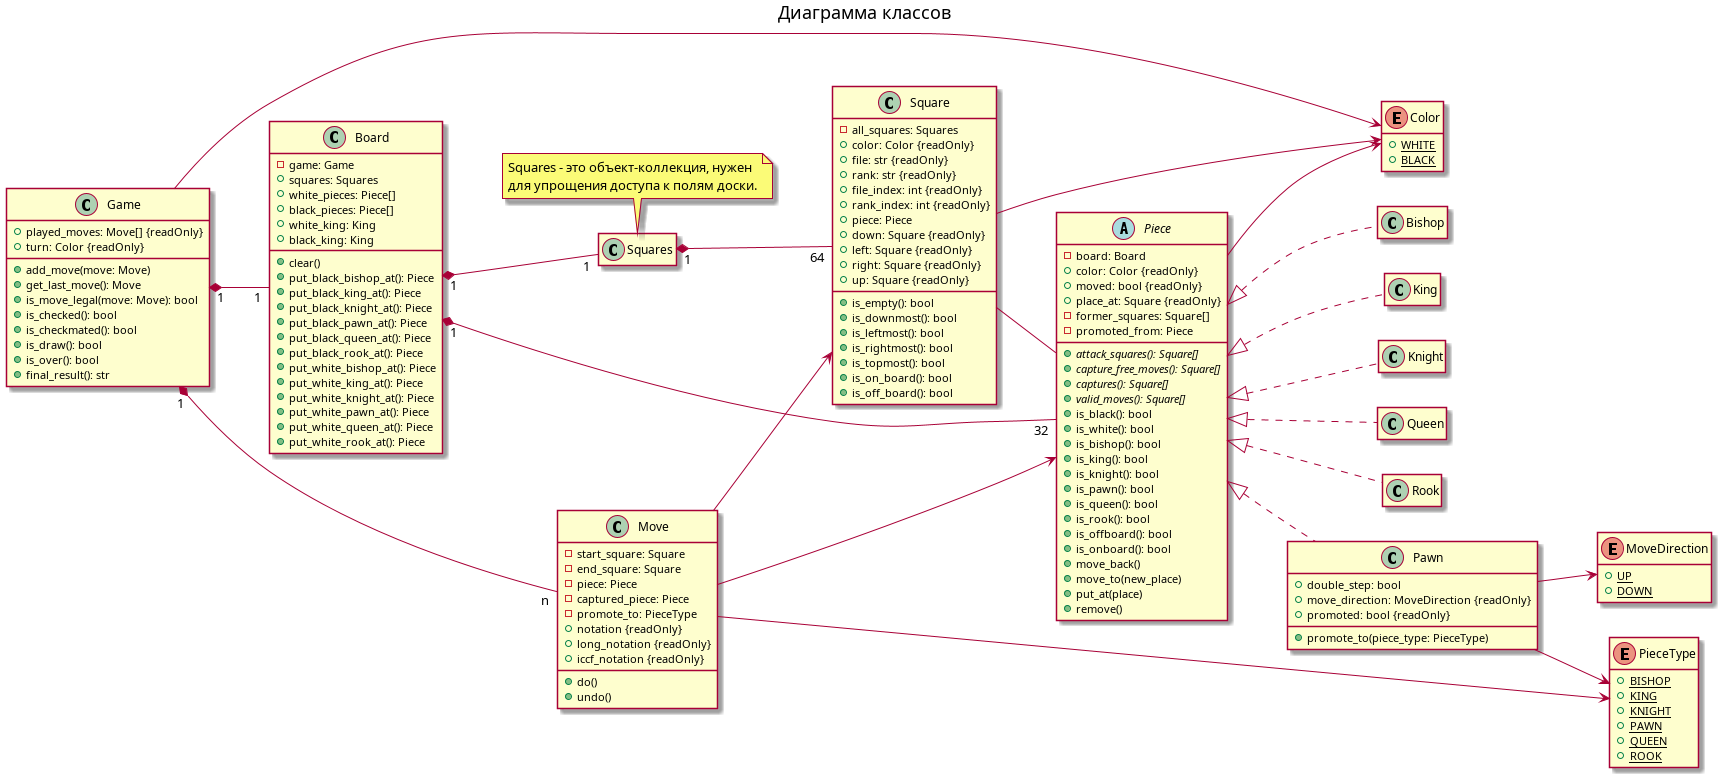 Диаграмма классов
Game
played_moves: Move[] {readOnly}
turn: Color {readOnly}
add_move(move: Move)
get_last_move(): Move
is_move_legal(move: Move): bool
is_checked(): bool
is_checkmated(): bool
is_draw(): bool
is_over(): bool
final_result(): str
1
1
1
Board
game: Game
squares: Squares
white_pieces: Piece[]
black_pieces: Piece[]
white_king: King
black_king: King
clear()
put_black_bishop_at(): Piece
put_black_king_at(): Piece
put_black_knight_at(): Piece
put_black_pawn_at(): Piece
put_black_queen_at(): Piece
put_black_rook_at(): Piece
put_white_bishop_at(): Piece
put_white_king_at(): Piece
put_white_knight_at(): Piece
put_white_pawn_at(): Piece
put_white_queen_at(): Piece
put_white_rook_at(): Piece
1
1
1
n
Squares - это объект-коллекция, нужен
для упрощения доступа к полям доски.
Squares
1
64
Move
start_square: Square
end_square: Square
piece: Piece
captured_piece: Piece
promote_to: PieceType
notation {readOnly}
long_notation {readOnly}
iccf_notation {readOnly}
do()
undo()
Square
all_squares: Squares
color: Color {readOnly}
file: str {readOnly}
rank: str {readOnly}
file_index: int {readOnly}
rank_index: int {readOnly}
piece: Piece
down: Square {readOnly}
left: Square {readOnly}
right: Square {readOnly}
up: Square {readOnly}
is_empty(): bool
is_downmost(): bool
is_leftmost(): bool
is_rightmost(): bool
is_topmost(): bool
is_on_board(): bool
is_off_board(): bool
32
Piece
board: Board
color: Color {readOnly}
moved: bool {readOnly}
place_at: Square {readOnly}
former_squares: Square[]
promoted_from: Piece
attack_squares(): Square[]
capture_free_moves(): Square[]
captures(): Square[]
valid_moves(): Square[]
is_black(): bool
is_white(): bool
is_bishop(): bool
is_king(): bool
is_knight(): bool
is_pawn(): bool
is_queen(): bool
is_rook(): bool
is_offboard(): bool
is_onboard(): bool
move_back()
move_to(new_place)
put_at(place)
remove()
Color
WHITE
BLACK
Bishop
King
Knight
Queen
Rook
Pawn
double_step: bool
move_direction: MoveDirection {readOnly}
promoted: bool {readOnly}
promote_to(piece_type: PieceType)
MoveDirection
UP
DOWN
PieceType
BISHOP
KING
KNIGHT
PAWN
QUEEN
ROOK